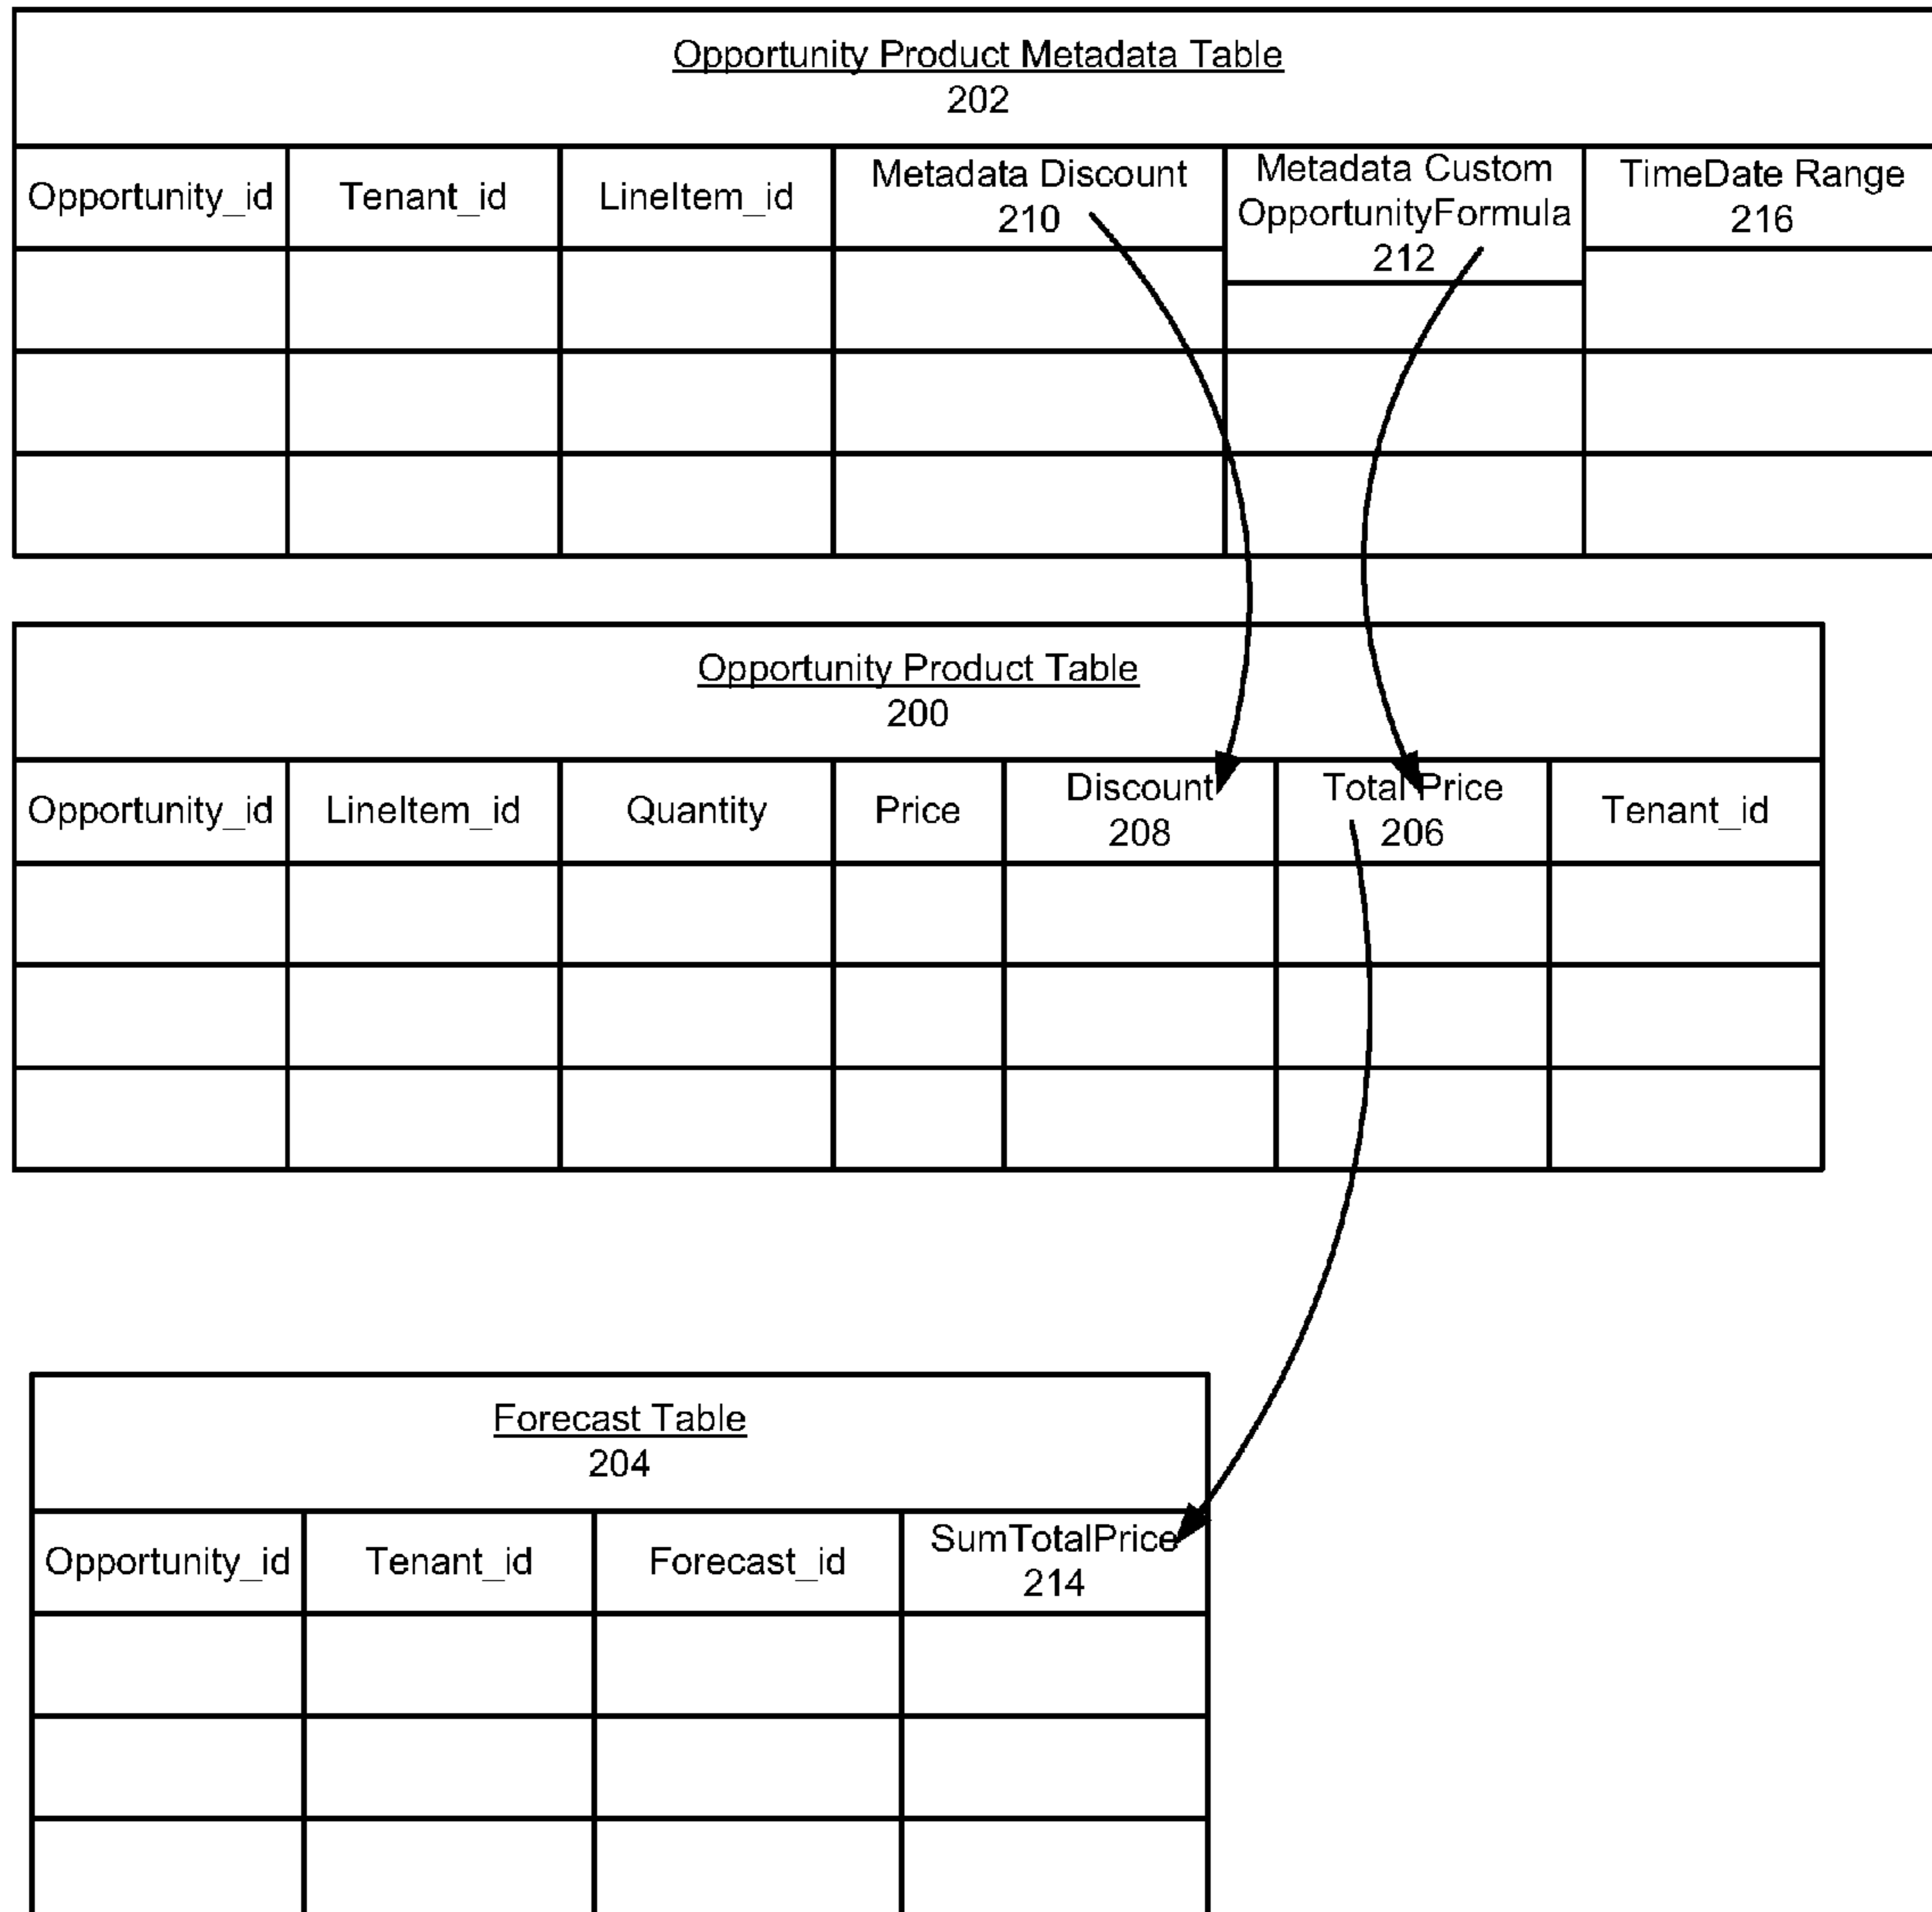 Opportunity Product Metadata Table
202
Opportunity_id
Tenant_id
LineItem_id
Metadata Discount
210
Metadata Custom
OpportunityFormula
212
TimeDate Range
216
Opportunity Product Table
200
Opportunity_id
LineItem_id
Quantity
Price
Discount
208
Total Price
206
Tenant_id
Forecast Table
204
Opportunity_id
Tenant_id
Forecast_id
SumTotalPrice
214